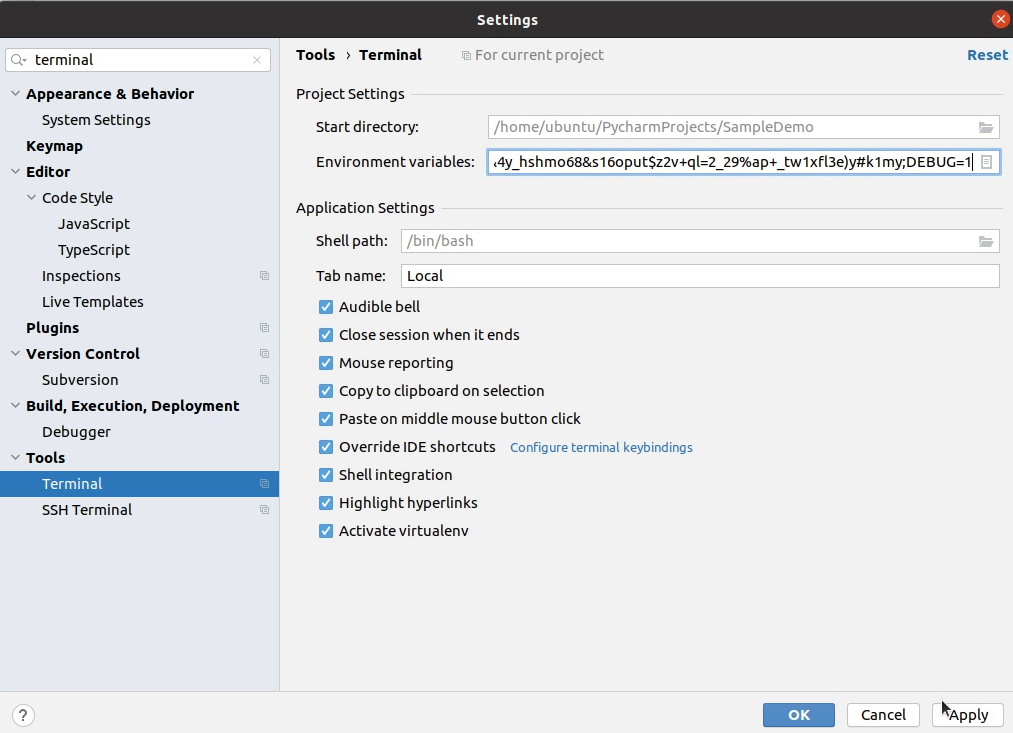 Settings
terminal
Tools › Terminal For current project Reset
Appearance & Behavior
System Settings
Keymap
Editor
Code Style
JavaScript
TypeScript
Inspections
Live Templates
Plugins
Version Control
Subversion
Build, Execution, Deployment
Debugger
Tools
Terminal
SSH Terminal
Project Settings
Start directory: /home/ubuntu/PycharmProjects/SampleDemo
Environment variables: 4y_hshmo68&s16oput$z2v+ql=2_29%ap+_tw1xfl3e)y#k1my;DEBUG=1
Application Settings
Shell path: /bin/bash
Tab name: Local
Audible bell
Close session when it ends
Mouse reporting
Copy to clipboard on selection
Paste on middle mouse button click
Override IDE shortcuts Configure terminal keybindings
Shell integration
Highlight hyperlinks
Activate virtualenv
?
OK Cancel Apply